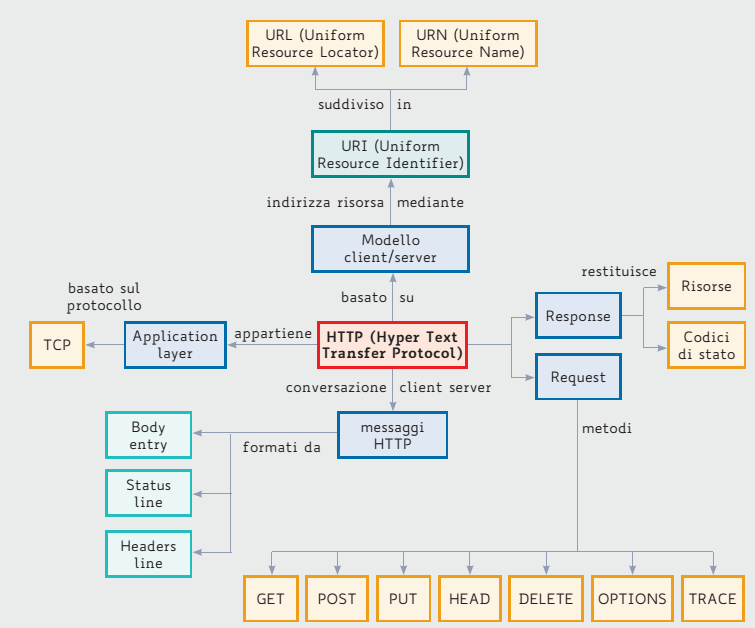 URL (Uniform
Resource Locator)
URN (Uniform
Resource Name)
suddiviso in
URI (Uniform
Resource Identifier)
indirizza risorsa mediante
Modello
client/server
basato su
restituisce
Risorse
Response
Codici
di stato
basato sul
protocollo
TCP
Application
layer
appartiene
HTTP (Hyper Text
Transfer Protocol)
Request
conversazione client server
metodi
messaggi
HTTP
formati da
Body
entry
Status
line
Headers
line
GET
POST
PUT
HEAD
DELETE
OPTIONS
TRACE